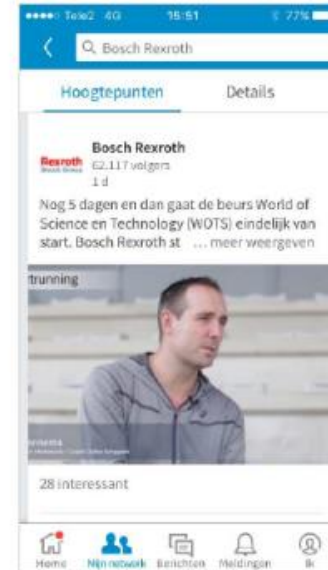 Tele2 4G 15:51 77%
Bosch Rexroth
Hoogtepunten Details
Bosch Rexroth
Rexroth
Bosch Group
62.117 volgers
1 d
Nog 5 dagen en dan gaat de beurs World of
Science en Technology (WOTS) eindelijk van
start. Bosch Rexroth st ... meer weergeven
trunning
28 interessant
Home Mijn netwerk Berichten Meldingen Ik